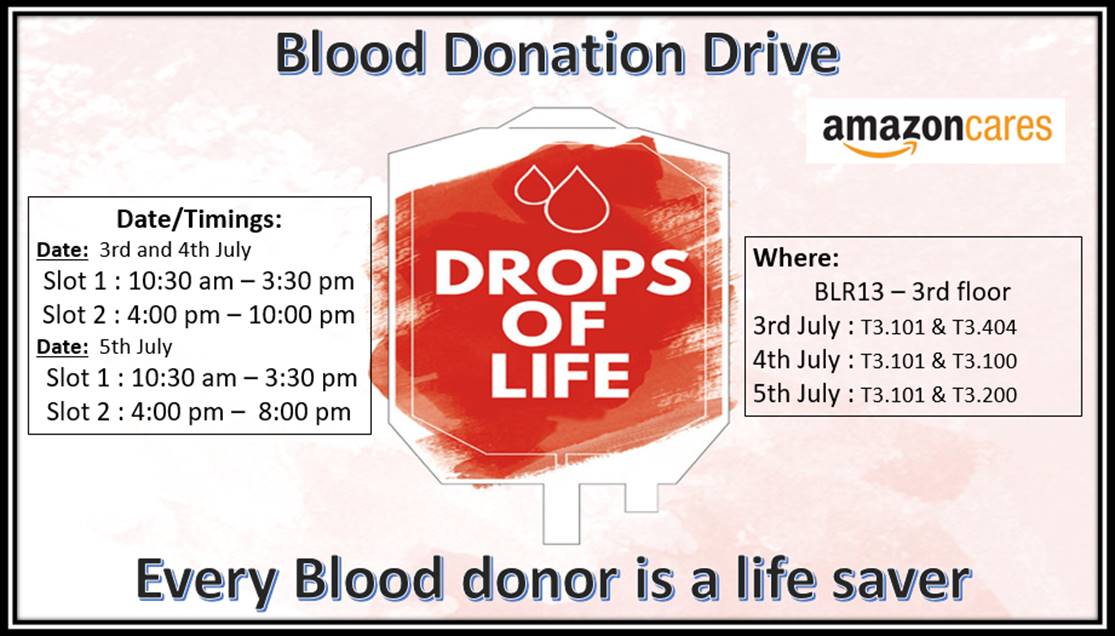 Blood Donation Drive
amazoncares
Date/Timings:
Date: 3rd and 4th July
Slot 1 : 10:30 am – 3:30 pm
Slot 2 : 4:00 pm – 10:00 pm
Date: 5th July
Slot 1 : 10:30 am – 3:30 pm
Slot 2 : 4:00 pm – 8:00 pm
DROPS
OF
LIFE
Where:
BLR13 – 3rd floor
3rd July : T3.101 & T3.404
4th July : T3.101 & T3.100
5th July : T3.101 & T3.200
Every Blood donor is a life saver